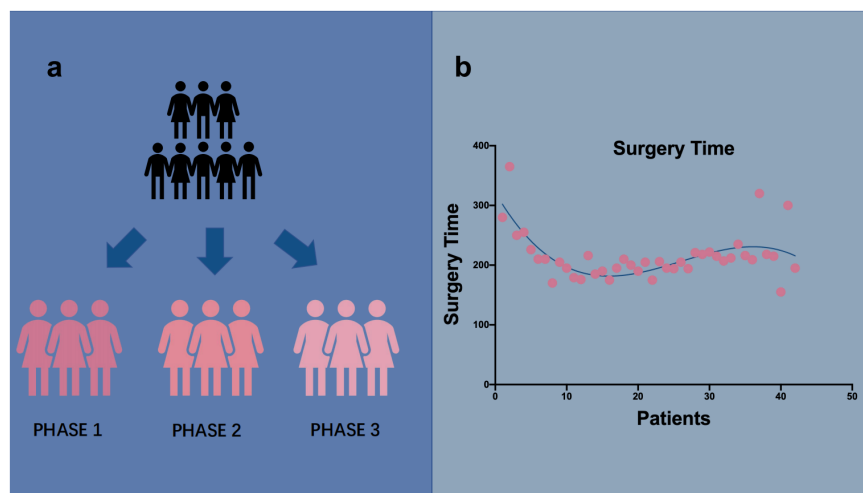 a
PHASE 1
PHASE 2
PHASE 3
b
Surgery Time
Surgery Time
400
300
200
100
0
0
10
20
30
40
50
Patients